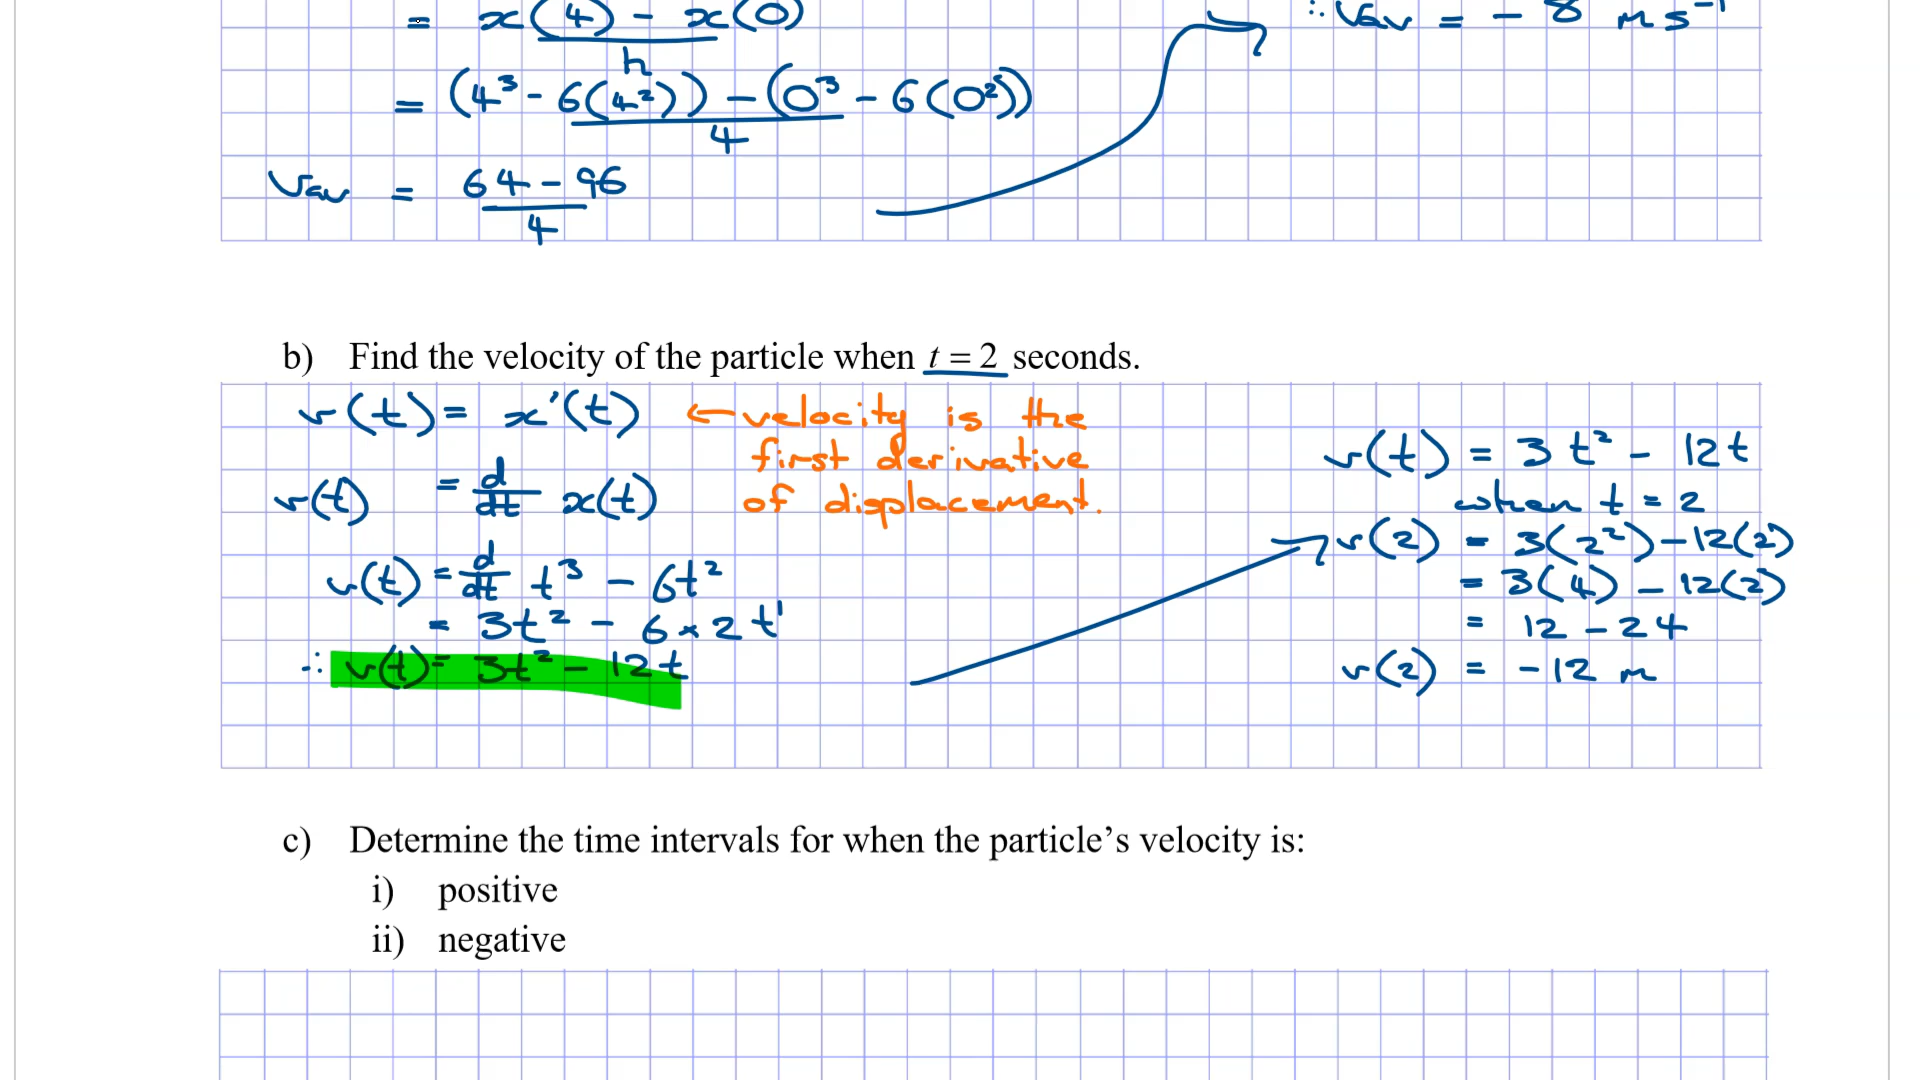 = x(4) - x(0)
h
= (4³ - 6(4²)) - (0³ - 6(0²))
4
Vav = 64 - 96
4
∴ Vav = - 8 ms⁻¹
b) Find the velocity of the particle when t = 2 seconds.
v(t) = x'(t) ← velocity is the
first derivative
of displacement.
v(t) = d/dt x(t)
v(t) = d/dt t³ - 6t²
= 3t² - 6 × 2t¹
∴ v(t) = 3t² - 12t
v(t) = 3t² - 12t
when t = 2
v(2) = 3(2²) - 12(2)
= 3(4) - 12(2)
= 12 - 24
v(2) = -12 m
c) Determine the time intervals for when the particle’s velocity is:
i) positive
ii) negative